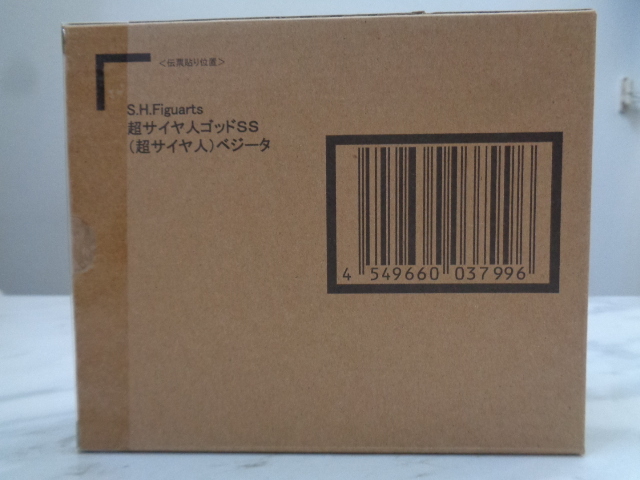 <伝票貼り位置>
S.H.Figuarts
超サイヤ人ゴッドSS
(超サイヤ人)ベジータ
4 549660 037996